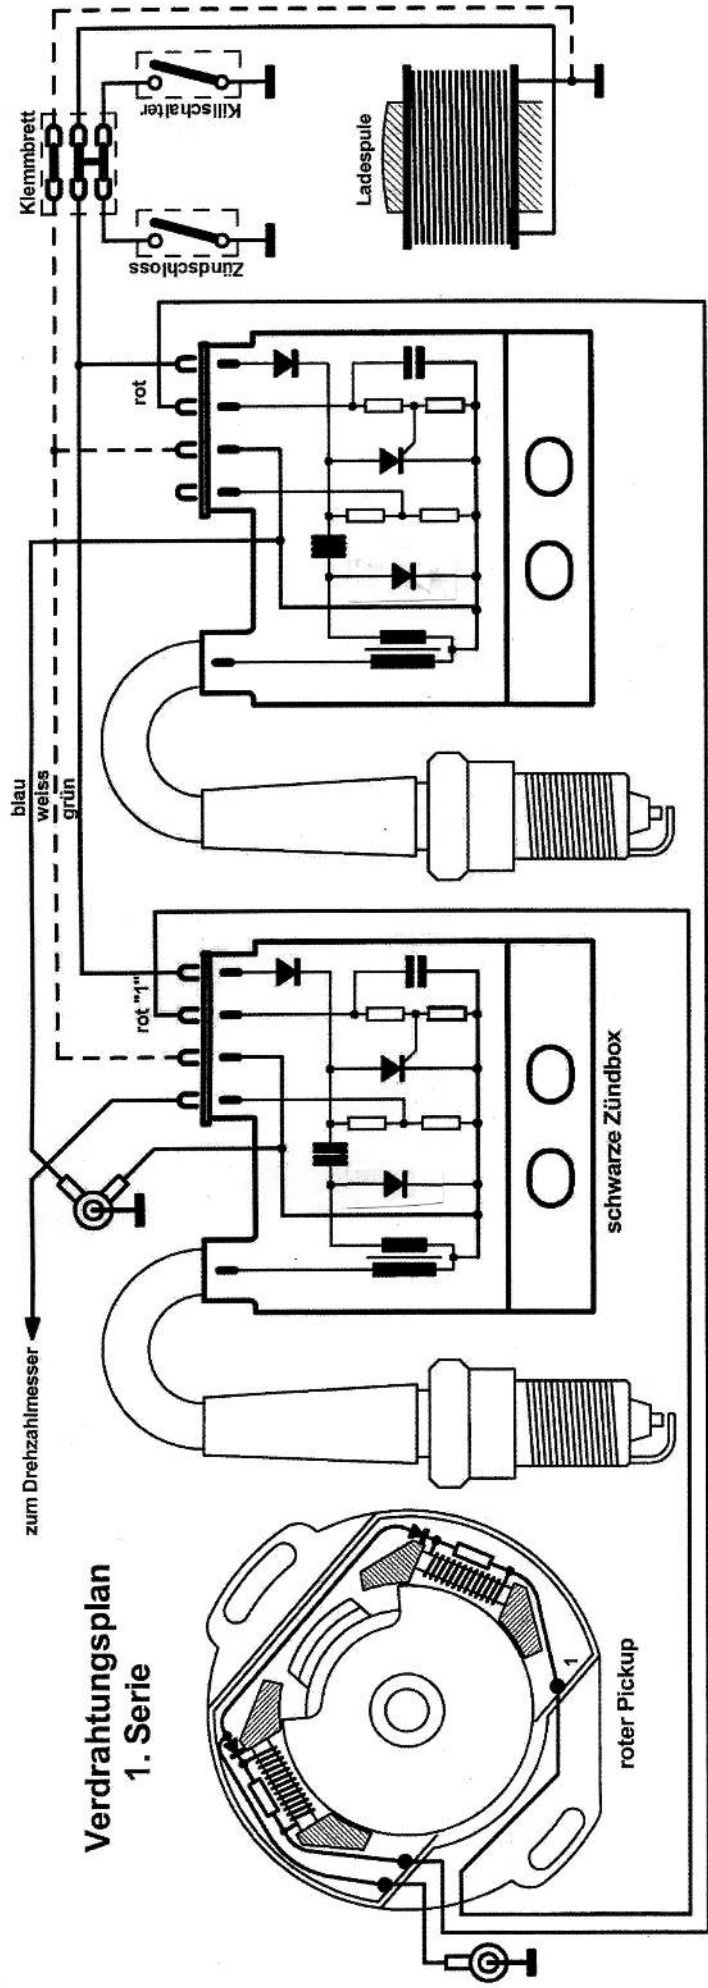 Verdrahtungsplan
1. Serie
zum Drehzahlmesser
blau
weiss
grün
Klemmbrett
Zündschloss
Killschalter
Ladespule
rot
rot "1"
schwarze Zündbox
roter Pickup
1